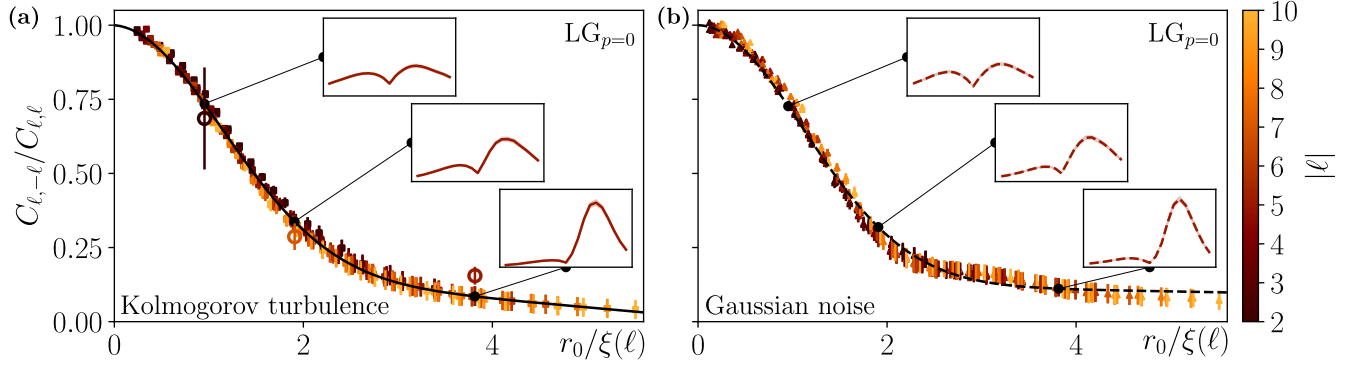 (a)
LG_{p=0}
C_{ℓ,−ℓ}/C_{ℓ,ℓ}
1.00
0.75
0.50
0.25
0.00
Kolmogorov turbulence
0 2 4
r_0/ξ(ℓ)
(b)
LG_{p=0}
Gaussian noise
0 2 4
r_0/ξ(ℓ)
10
9
8
7
6
5
4
3
2
|ℓ|